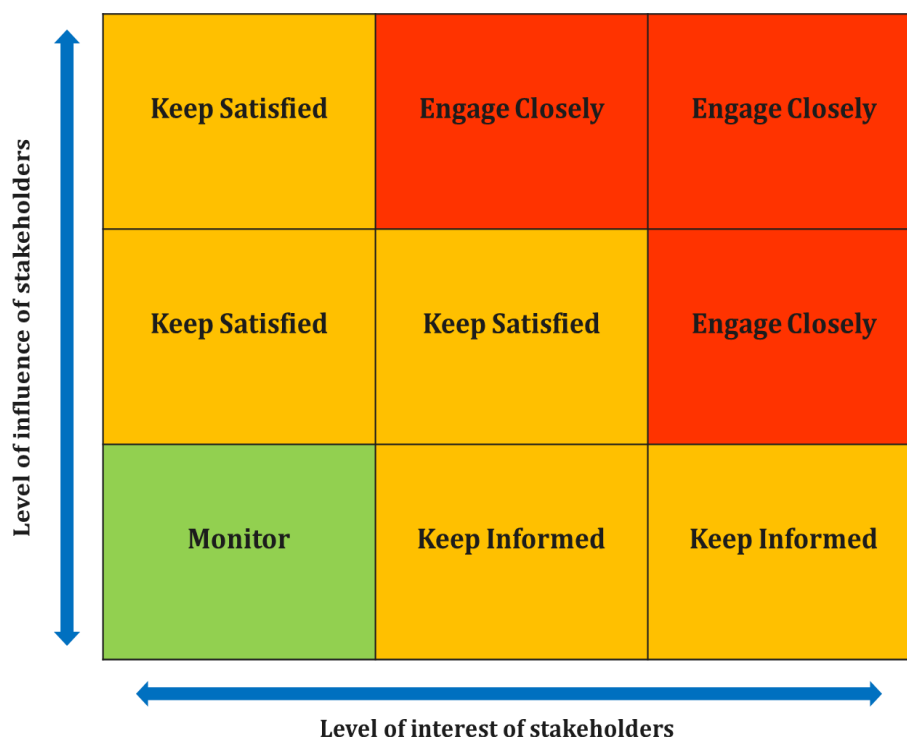 Level of influence of stakeholders
Keep Satisfied
Engage Closely
Engage Closely
Keep Satisfied
Keep Satisfied
Engage Closely
Monitor
Keep Informed
Keep Informed
Level of interest of stakeholders